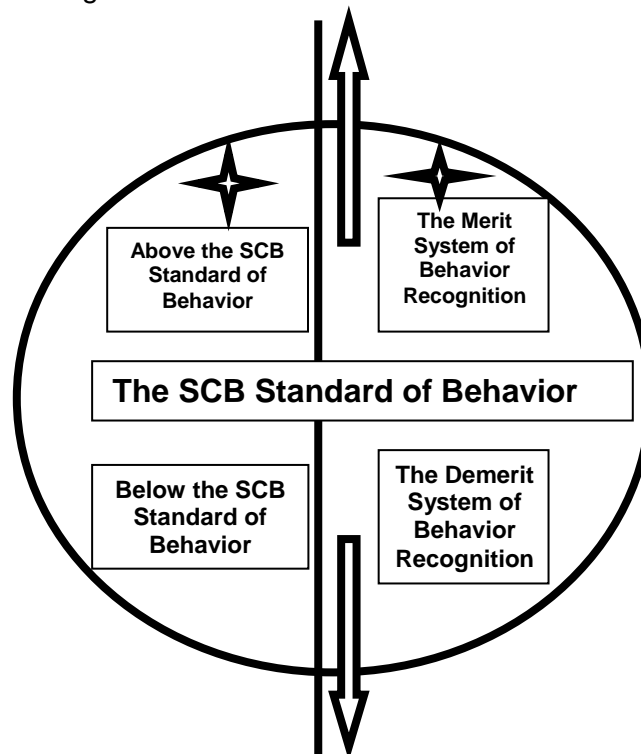 Above the SCB
Standard of
Behavior
The Merit
System of
Behavior
Recognition
The SCB Standard of Behavior
Below the SCB
Standard of
Behavior
The Demerit
System of
Behavior
Recognition